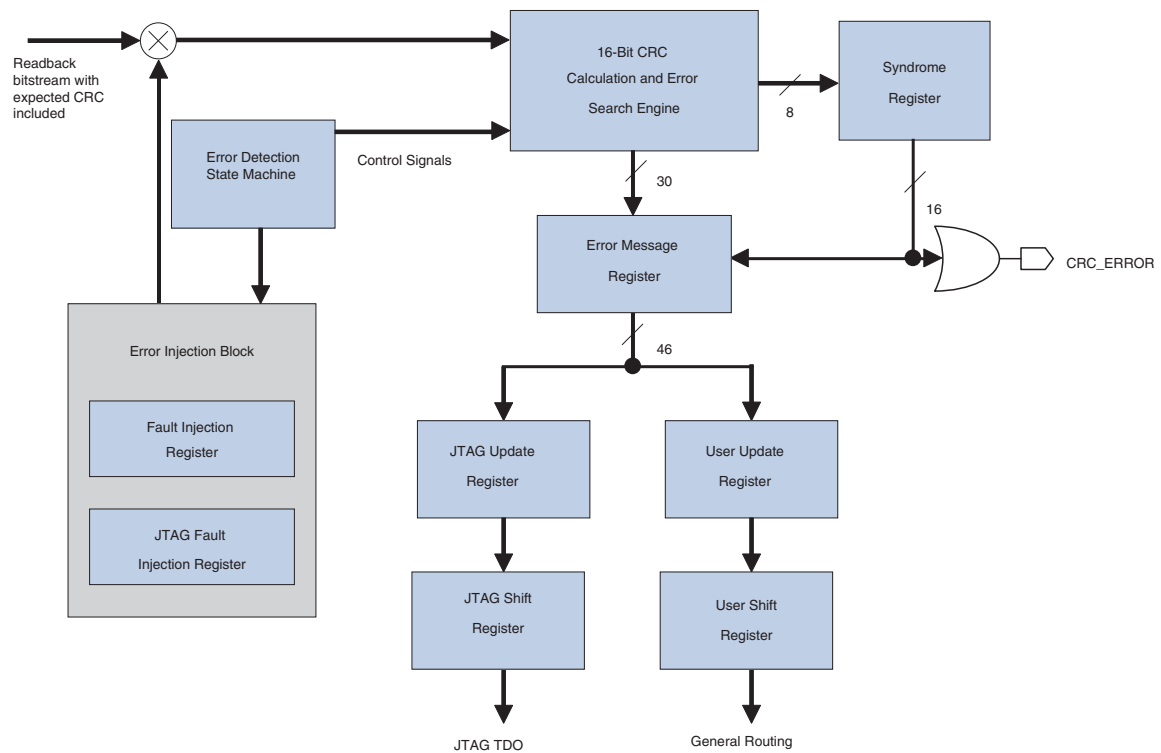 Readback
bitstream with
expected CRC
included
16-Bit CRC
Calculation and Error
Search Engine
8
Syndrome
Register
Error Detection
State Machine
Control Signals
30
16
Error Message
Register
CRC_ERROR
46
Error Injection Block
Fault Injection
Register
JTAG Fault
Injection Register
JTAG Update
Register
User Update
Register
JTAG Shift
Register
User Shift
Register
JTAG TDO
General Routing